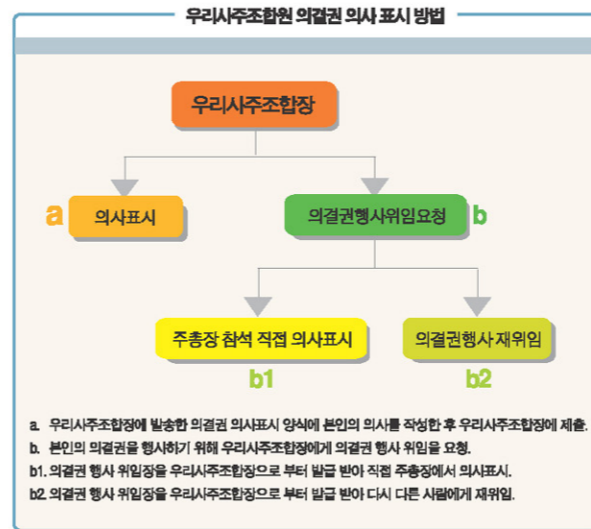 우리사주조합원 의결권 의사 표시 방법
우리사주조합장
a 의사표시
의결권행사위임요청 b
주총장 참석 직접 의사표시
의결권행사 재위임
b1
b2
a. 우리사주조합장에 발송한 의결권 의사표시 양식에 본인의 의사를 작성한 후 우리사주조합장에 제출.
b. 본인의 의결권을 행사하기 위해 우리사주조합장에게 의결권 행사 위임을 요청.
b1. 의결권 행사 위임장을 우리사주조합장으로 부터 발급 받아 직접 주총장에서 의사표시.
b2. 의결권 행사 위임장을 우리사주조합장으로 부터 발급 받아 다시 다른 사람에게 재위임.